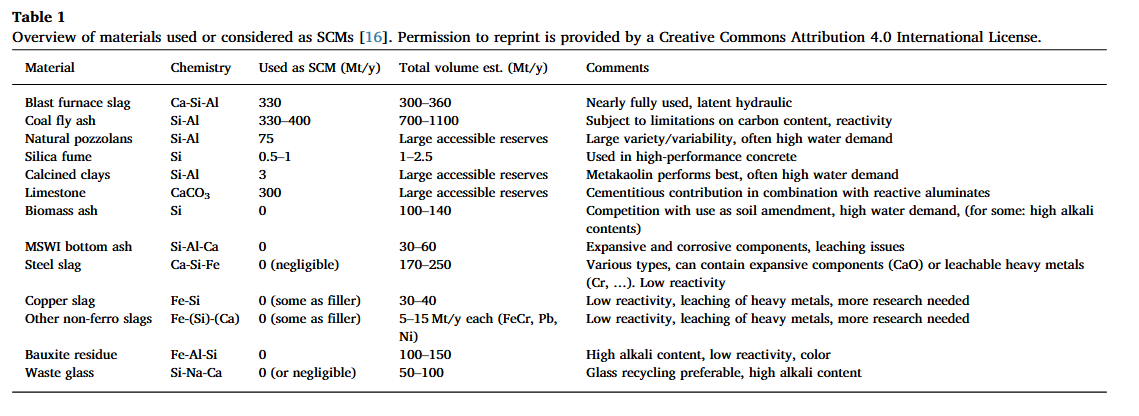 Table 1
Overview of materials used or considered as SCMs [16]. Permission to reprint is provided by a Creative Commons Attribution 4.0 International License.
Material Chemistry Used as SCM (Mt/y) Total volume est. (Mt/y) Comments
Blast furnace slag Ca-Si-Al 330 300–360 Nearly fully used, latent hydraulic
Coal fly ash Si-Al 330–400 700–1100 Subject to limitations on carbon content, reactivity
Natural pozzolans Si-Al 75 Large accessible reserves Large variety/variability, often high water demand
Silica fume Si 0.5–1 1–2.5 Used in high-performance concrete
Calcined clays Si-Al 3 Large accessible reserves Metakaolin performs best, often high water demand
Limestone CaCO3 300 Large accessible reserves Cementitious contribution in combination with reactive aluminates
Biomass ash Si 0 100–140 Competition with use as soil amendment, high water demand, (for some: high alkali
contents)
MSWI bottom ash Si-Al-Ca 0 30–60 Expansive and corrosive components, leaching issues
Steel slag Ca-Si-Fe 0 (negligible) 170–250 Various types, can contain expansive components (CaO) or leachable heavy metals
(Cr, …). Low reactivity
Copper slag Fe-Si 0 (some as filler) 30–40 Low reactivity, leaching of heavy metals, more research needed
Other non-ferro slags Fe-(Si)-(Ca) 0 (some as filler) 5–15 Mt/y each (FeCr, Pb, Low reactivity, leaching of heavy metals, more research needed
Ni)
Bauxite residue Fe-Al-Si 0 100–150 High alkali content, low reactivity, color
Waste glass Si-Na-Ca 0 (or negligible) 50–100 Glass recycling preferable, high alkali content